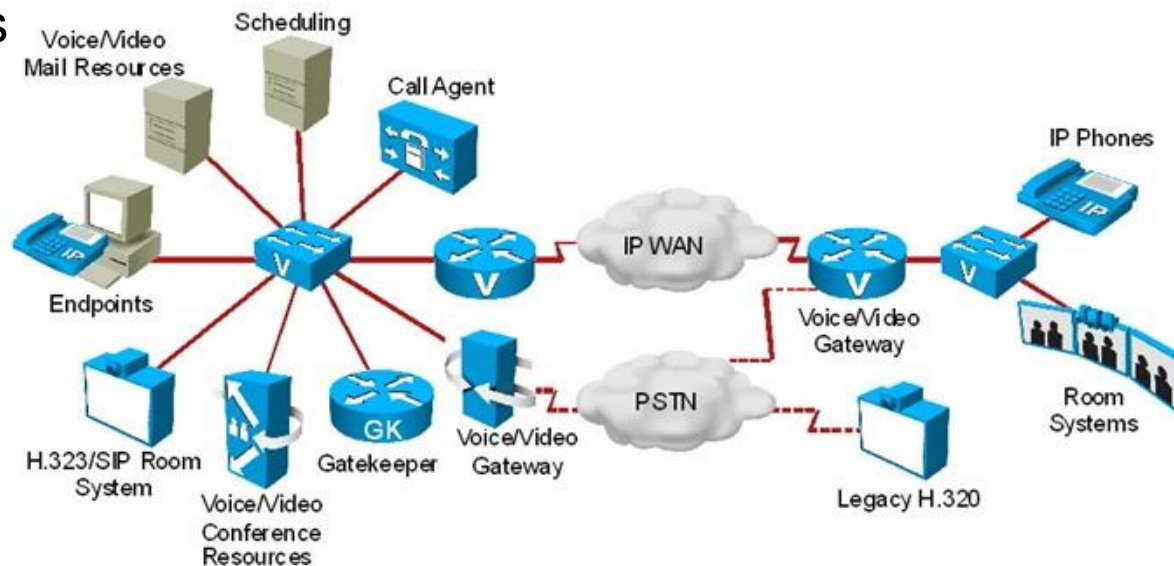 s
Voice/Video
Mail Resources
Scheduling
Call Agent
IP Phones
IP
IP
Endpoints
V
V
IP WAN
V
V
Voice/Video
Gateway
PSTN
Room
Systems
H.323/SIP Room
System
Voice/Video
Conference
Resources
GK
Gatekeeper
Voice/Video
Gateway
Legacy H.320